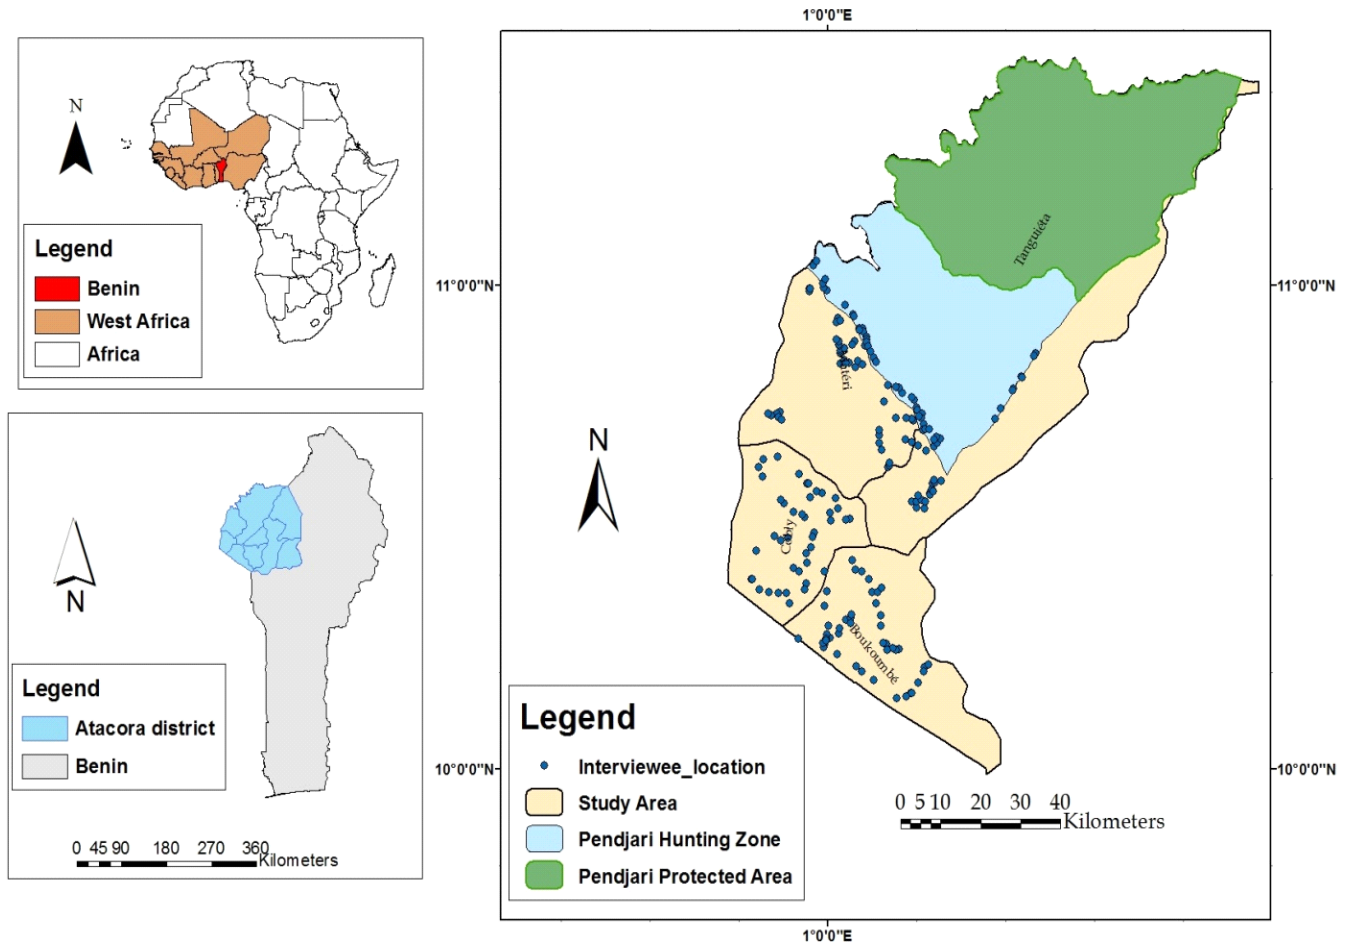 N
Legend
Benin
West Africa
Africa
N
Legend
Atacora district
Benin
0 45 90 180 270 360
Kilometers
1°0'0"E
11°0'0"N
11°0'0"N
10°0'0"N
10°0'0"N
1°0'0"E
N
Tanguiéta
Boukoumbé
Legend
Interviewee_location
Study Area
Pendjari Hunting Zone
Pendjari Protected Area
0 5 10 20 30 40
Kilometers